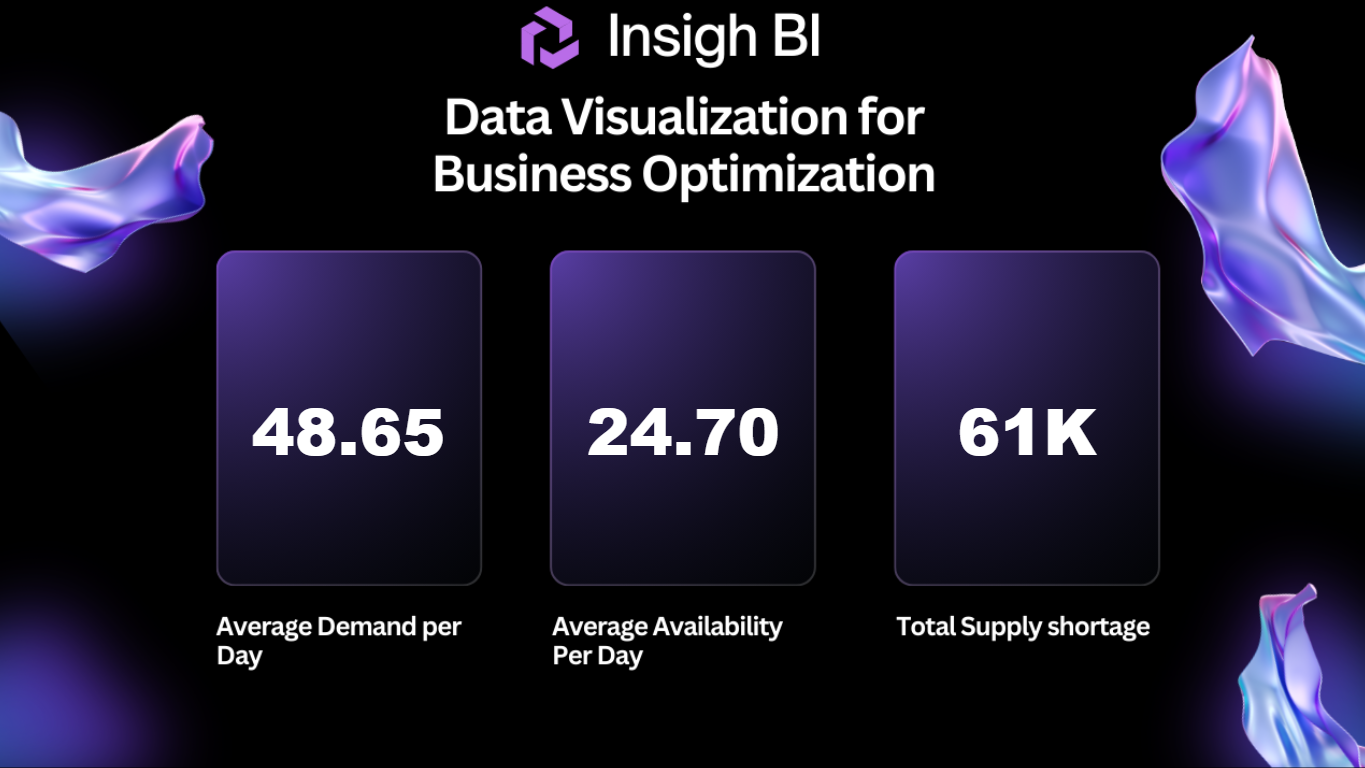 Insigh BI
Data Visualization for
Business Optimization
48.65
24.70
61K
Average Demand per
Day
Average Availability
Per Day
Total Supply shortage